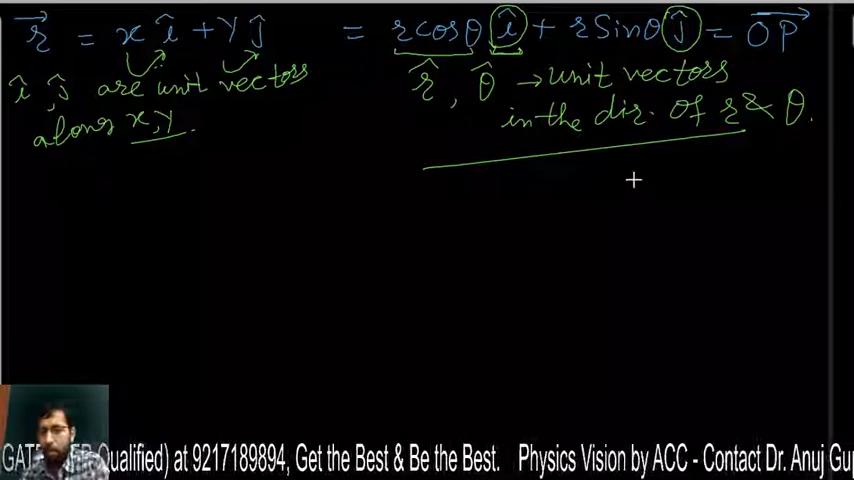 r⃗ = x î + y ĵ = r cosθ î + r Sinθ ĵ = O⃗P
î, ĵ are unit vectors along x, y.
r̂, θ̂ → unit vectors in the dir. of r & θ.
Qualified) at 9217189894, Get the Best & Be the Best. Physics Vision by ACC - Contact Dr. Anuj Gu